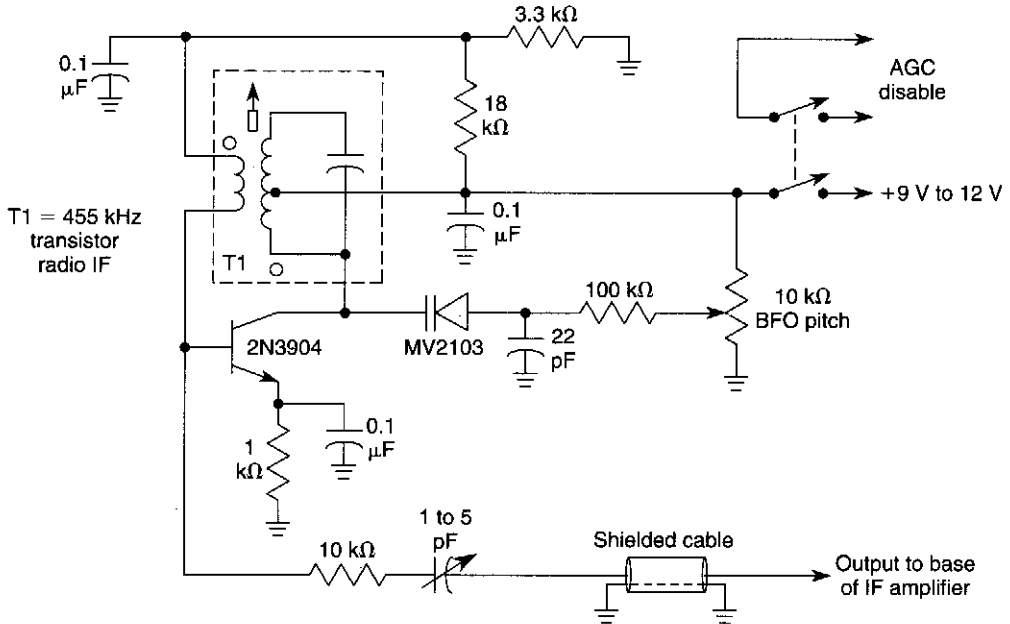 3.3 kΩ
0.1
μF
18
kΩ
AGC
disable
T1 = 455 kHz
transistor
radio IF
T1
0.1
μF
+9 V to 12 V
100 kΩ
10 kΩ
BFO pitch
2N3904
MV2103
22
pF
1
kΩ
0.1
μF
1 to 5
pF
10 kΩ
Shielded cable
Output to base
of IF amplifier